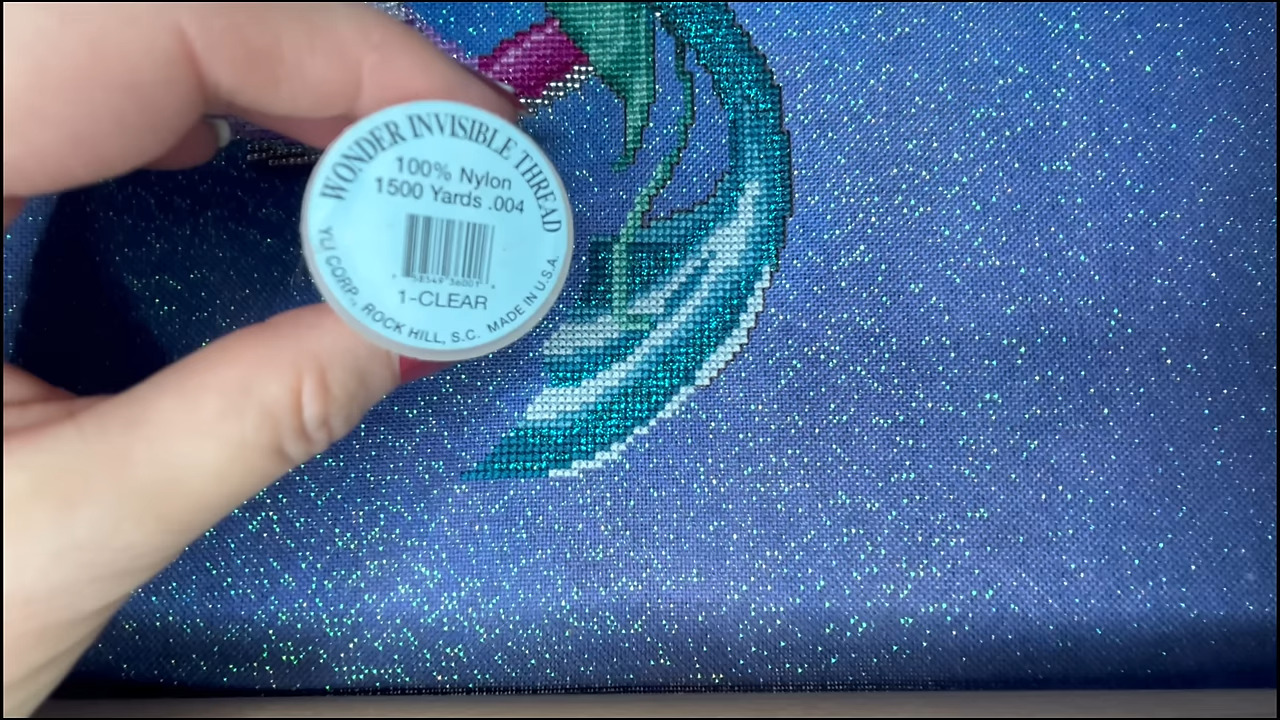 WONDER INVISIBLE THREAD
100% Nylon
1500 Yards .004
1-CLEAR
YLI CORP., ROCK HILL, S.C. MADE IN U.S.A.